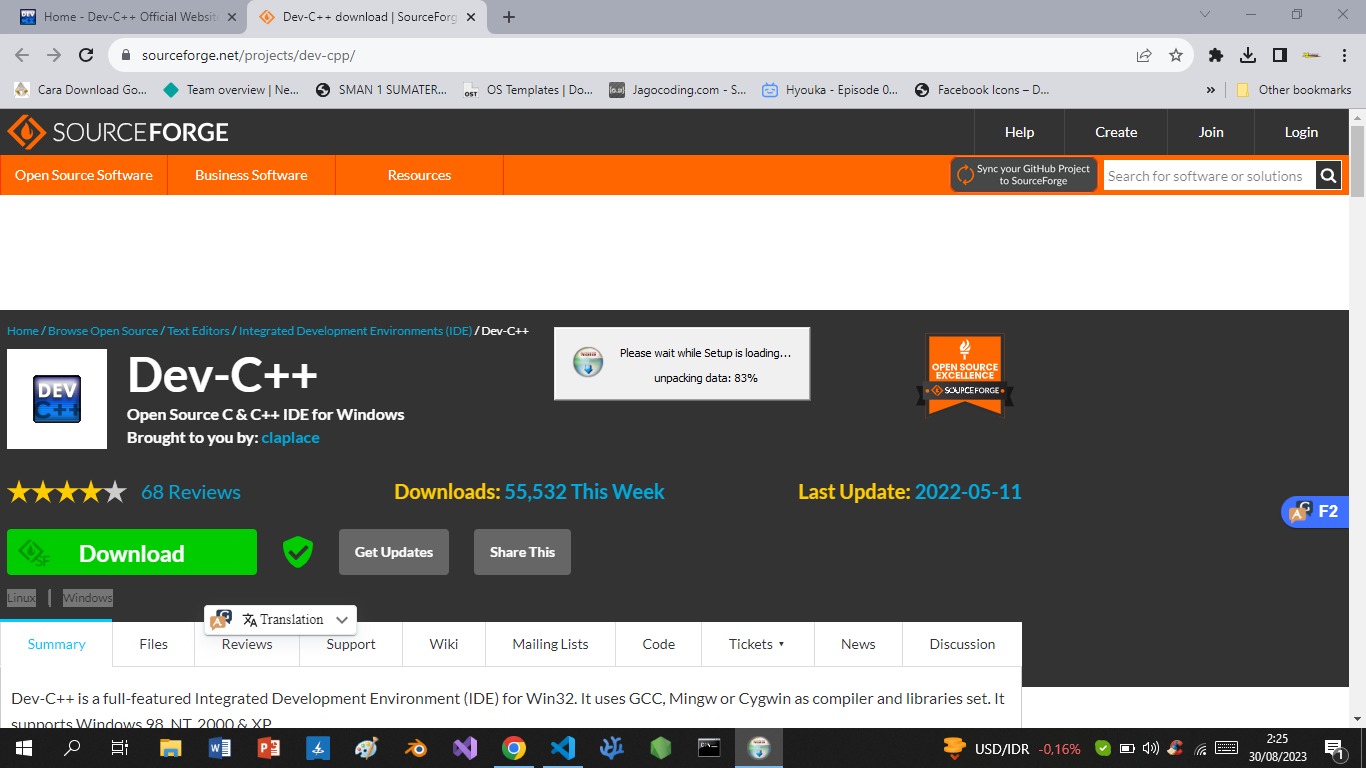 Home - Dev-C++ Official Websit
Dev-C++ download | SourceForg
sourceforge.net/projects/dev-cpp/
Cara Download Go...
Team overview | Ne...
SMAN 1 SUMATER...
OST
OS Templates | Do...
Jagocoding.com - S...
Hyouka - Episode 0...
Facebook Icons – D...
»
Other bookmarks
SOURCEFORGE
Help
Create
Join
Login
Open Source Software
Business Software
Resources
Sync your GitHub Project
to SourceForge
Search for software or solutions
Home / Browse Open Source / Text Editors / Integrated Development Environments (IDE) / Dev-C++
Please wait while Setup is loading...
unpacking data: 83%
OPEN SOURCE
EXCELLENCE
SOURCEFORGE
DEV
C++
Dev-C++
Open Source C & C++ IDE for Windows
Brought to you by: claplace
68 Reviews
Downloads: 55,532 This Week
Last Update: 2022-05-11
F2
SF
Download
Get Updates
Share This
Linux | Windows
Translation
Summary
Files
Reviews
Support
Wiki
Mailing Lists
Code
Tickets
News
Discussion
Dev-C++ is a full-featured Integrated Development Environment (IDE) for Win32. It uses GCC, Mingw or Cygwin as compiler and libraries set. It
supports Windows 98, NT, 2000 & XP
USD/IDR -0,16%
2:25
30/08/2023
1